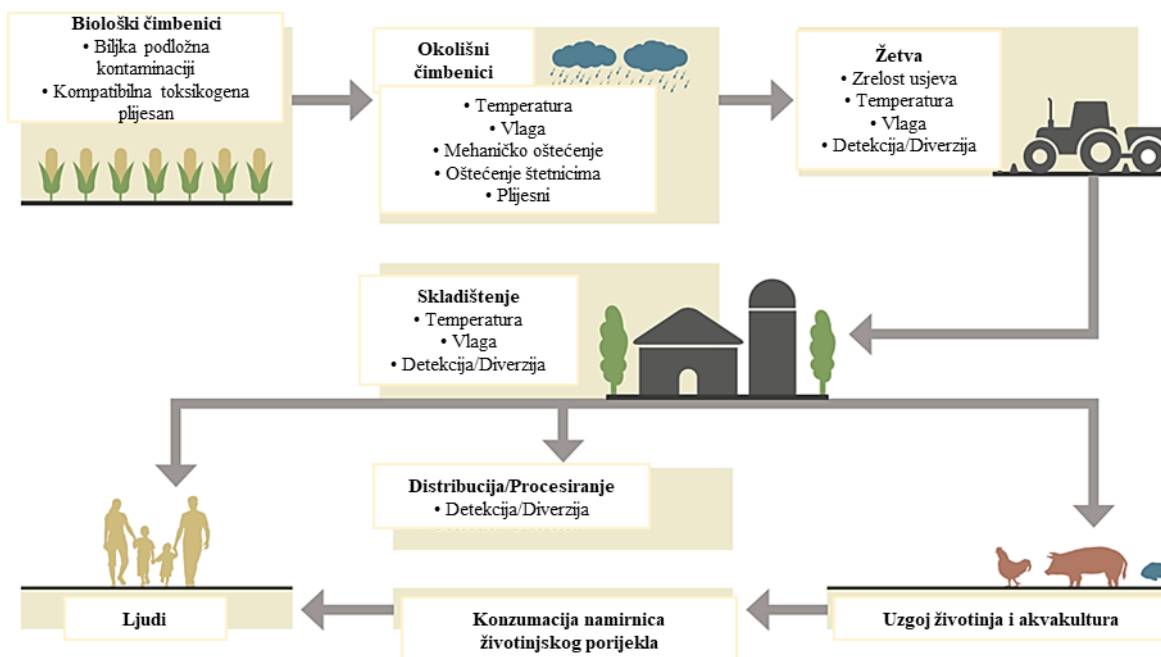 Biološki čimbenici
• Biljka podložna
kontaminaciji
• Kompatibilna toksikogena
plijesan
Okolišni
čimbenici
• Temperatura
• Vlaga
• Mehaničko oštećenje
• Oštećenje štetnicima
• Plijesni
Žetva
• Zrelost usjeva
• Temperatura
• Vlaga
• Detekcija/Diverzija
Skladištenje
• Temperatura
• Vlaga
• Detekcija/Diverzija
Distribucija/Procesiranje
• Detekcija/Diverzija
Ljudi
Konzumacija namirnica
životinjskog porijekla
Uzgoj životinja i akvakultura